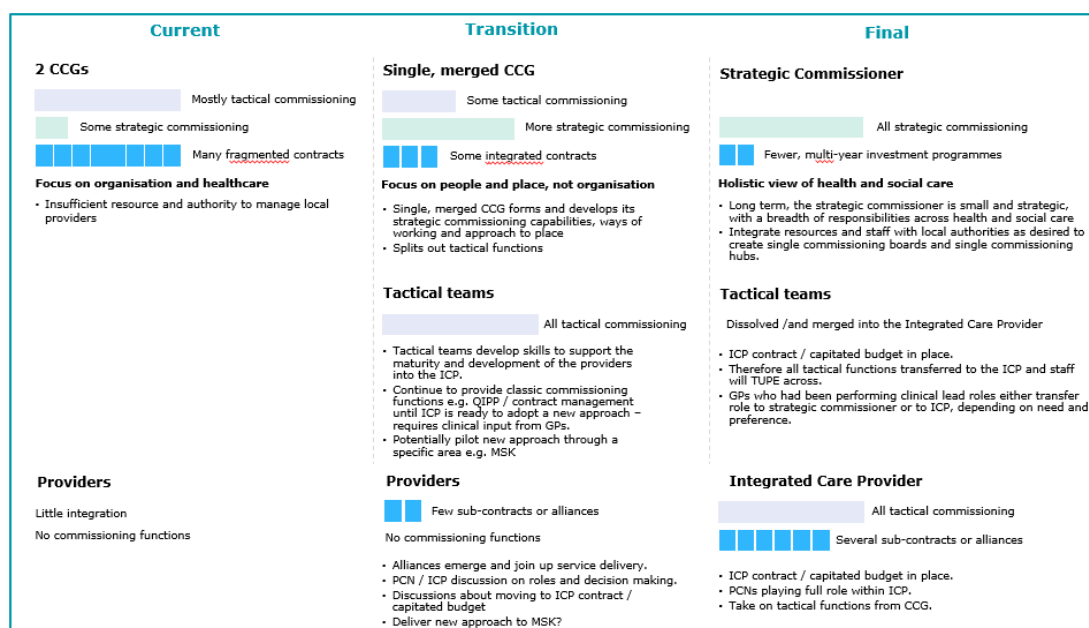 Current
Transition
Final
2 CCGs
Mostly tactical commissioning
Some strategic commissioning
Many fragmented contracts
Focus on organisation and healthcare
• Insufficient resource and authority to manage local
providers
Single, merged CCG
Some tactical commissioning
More strategic commissioning
Some integrated contracts
Focus on people and place, not organisation
• Single, merged CCG forms and develops its
strategic commissioning capabilities, ways of
working and approach to place
• Splits out tactical functions
Strategic Commissioner
All strategic commissioning
Fewer, multi-year investment programmes
Holistic view of health and social care
• Long term, the strategic commissioner is small and strategic,
with a breadth of responsibilities across health and social care
• Integrate resources and staff with local authorities as desired to
create single commissioning boards and single commissioning
hubs.
Tactical teams
All tactical commissioning
• Tactical teams develop skills to support the
maturity and development of the providers
into the ICP.
• Continue to provide classic commissioning
functions e.g. QIPP / contract management
until ICP is ready to adopt a new approach –
requires clinical input from GPs.
• Potentially pilot new approach through a
specific area e.g. MSK
Tactical teams
Dissolved /and merged into the Integrated Care Provider
• ICP contract / capitated budget in place.
• Therefore all tactical functions transferred to the ICP and staff
will TUPE across.
• GPs who had been performing clinical lead roles either transfer
role to strategic commissioner or to ICP, depending on need and
preference.
Providers
Little integration
No commissioning functions
Providers
Few sub-contracts or alliances
No commissioning functions
• Alliances emerge and join up service delivery.
• PCN / ICP discussion on roles and decision making.
• Discussions about moving to ICP contract /
capitated budget
• Deliver new approach to MSK?
Integrated Care Provider
All tactical commissioning
Several sub-contracts or alliances
• ICP contract / capitated budget in place.
• PCNs playing full role within ICP.
• Take on tactical functions from CCG.